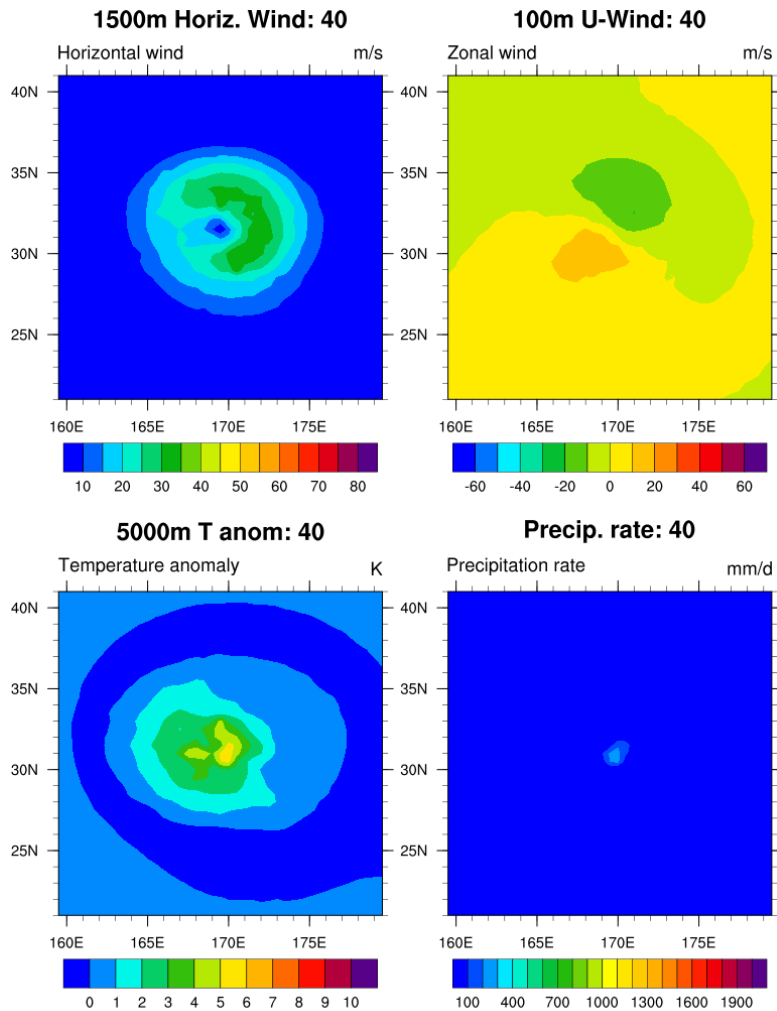 1500m Horiz. Wind: 40
Horizontal wind m/s
40N
35N
30N
25N
160E 165E 170E 175E
10 20 30 40 50 60 70 80
100m U-Wind: 40
Zonal wind m/s
40N
35N
30N
25N
160E 165E 170E 175E
-60 -40 -20 0 20 40 60
5000m T anom: 40
Temperature anomaly K
40N
35N
30N
25N
160E 165E 170E 175E
0 1 2 3 4 5 6 7 8 9 10
Precip. rate: 40
Precipitation rate mm/d
40N
35N
30N
25N
160E 165E 170E 175E
100 400 700 1000 1300 1600 1900